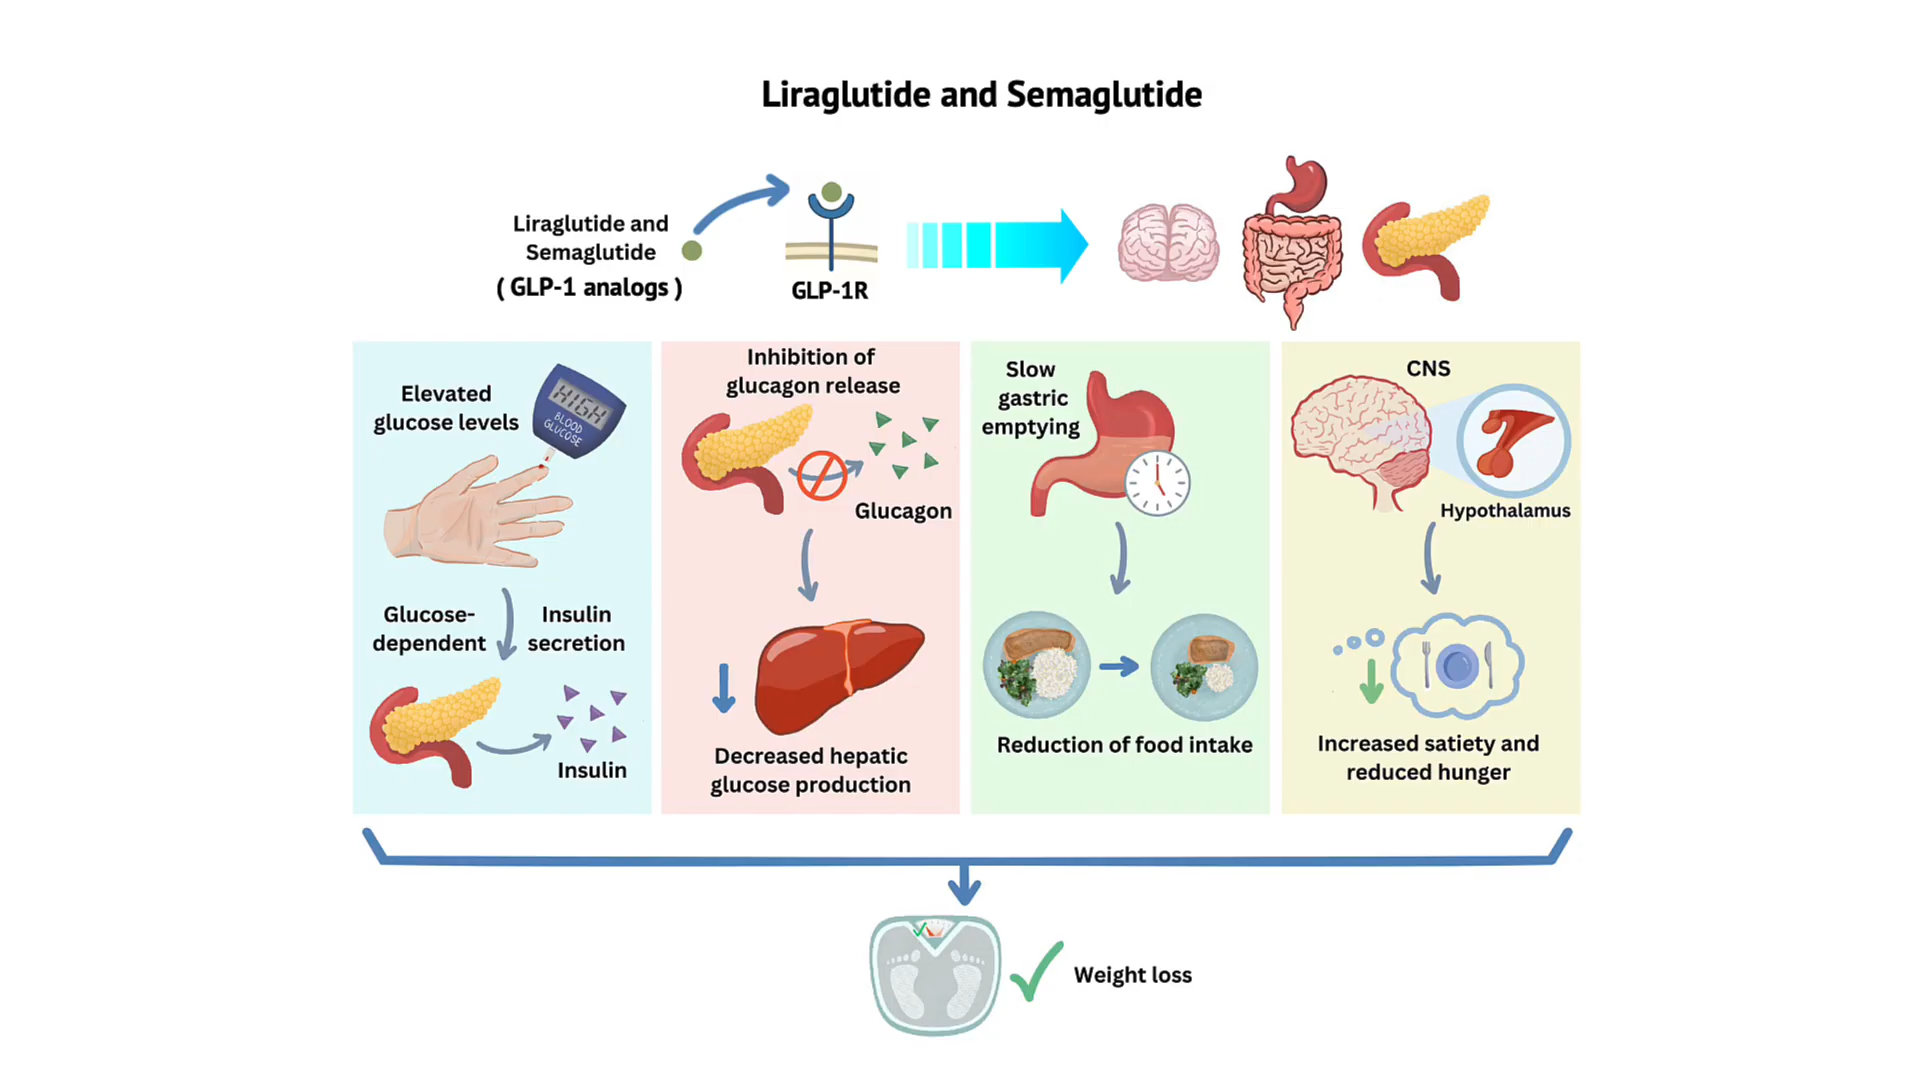 Liraglutide and Semaglutide
Liraglutide and
Semaglutide
( GLP-1 analogs )
GLP-1R
Elevated
glucose levels
HIGH
BLOOD
GLUCOSE
Glucose-
dependent
Insulin
secretion
Insulin
Inhibition of
glucagon release
Glucagon
Decreased hepatic
glucose production
Slow
gastric
emptying
Reduction of food intake
CNS
Hypothalamus
Increased satiety and
reduced hunger
Weight loss